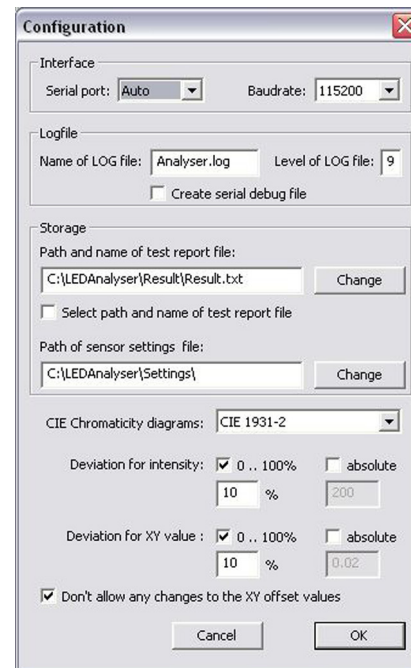 Configuration
Interface
Serial port: Auto Baudrate: 115200
Logfile
Name of LOG file: Analyser.log Level of LOG file: 9
Create serial debug file
Storage
Path and name of test report file:
C:\LEDAnalyser\Result\Result.txt Change
Select path and name of test report file
Path of sensor settings file:
C:\LEDAnalyser\Settings\ Change
CIE Chromaticity diagrams: CIE 1931-2
Deviation for intensity: 0 .. 100% absolute
10 % 200
Deviation for XY value : 0 .. 100% absolute
10 % 0.02
Don't allow any changes to the XY offset values
Cancel OK